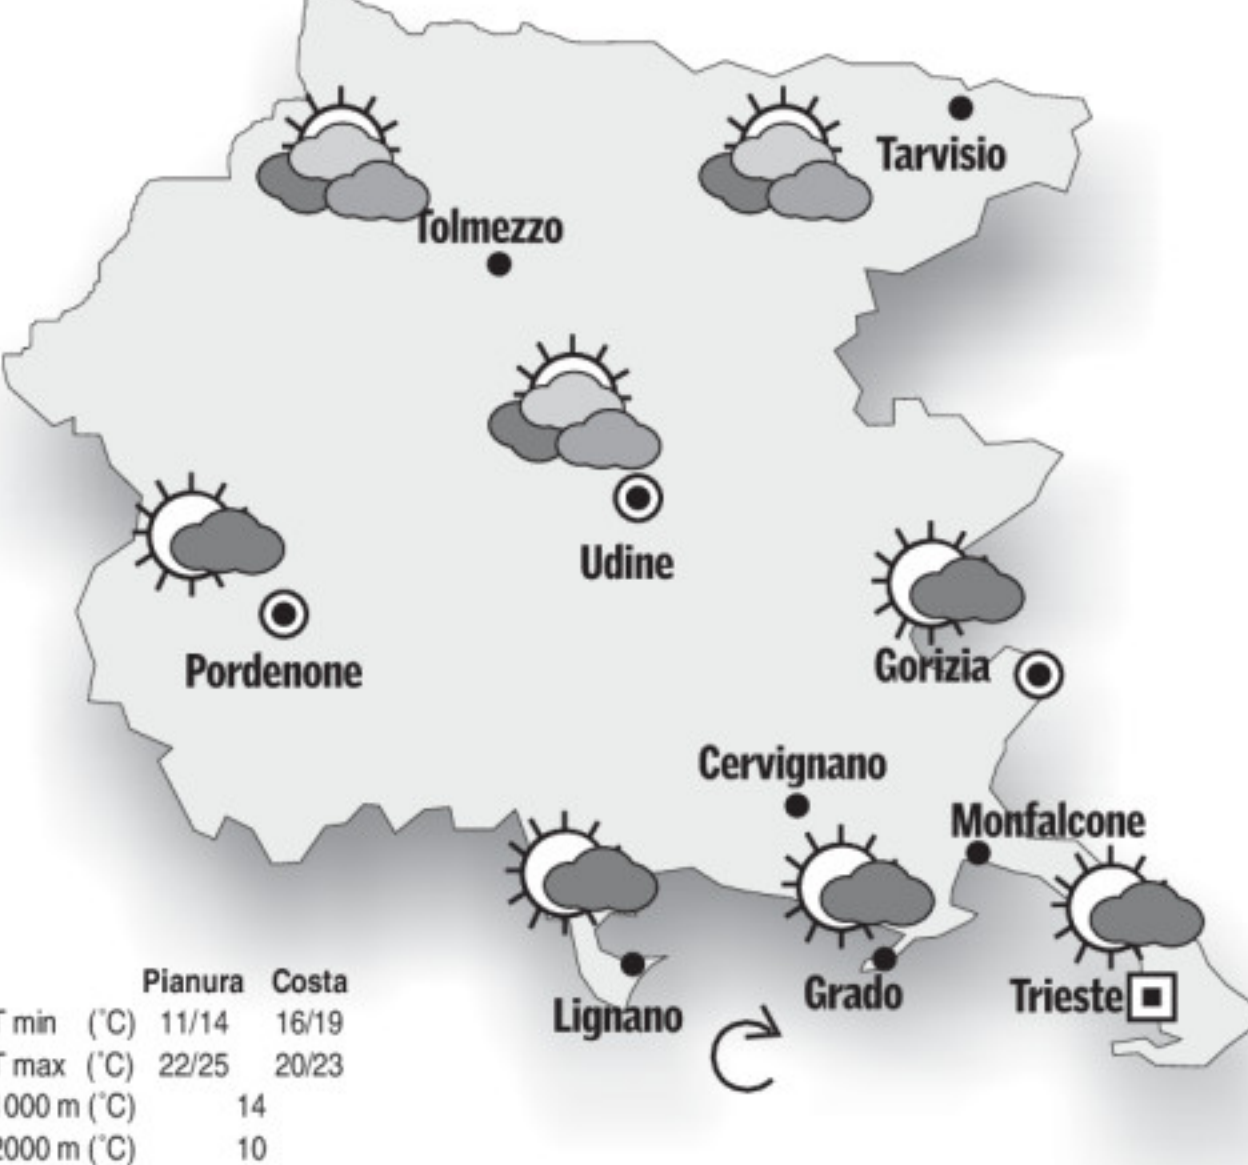 Tarvisio
Tolmezzo
Udine
Pordenone
Gorizia
Cervignano
Monfalcone
Lignano
Grado
Trieste
Pianura Costa
T min (°C) 11/14 16/19
T max (°C) 22/25 20/23
000 m (°C) 14
2000 m (°C) 10